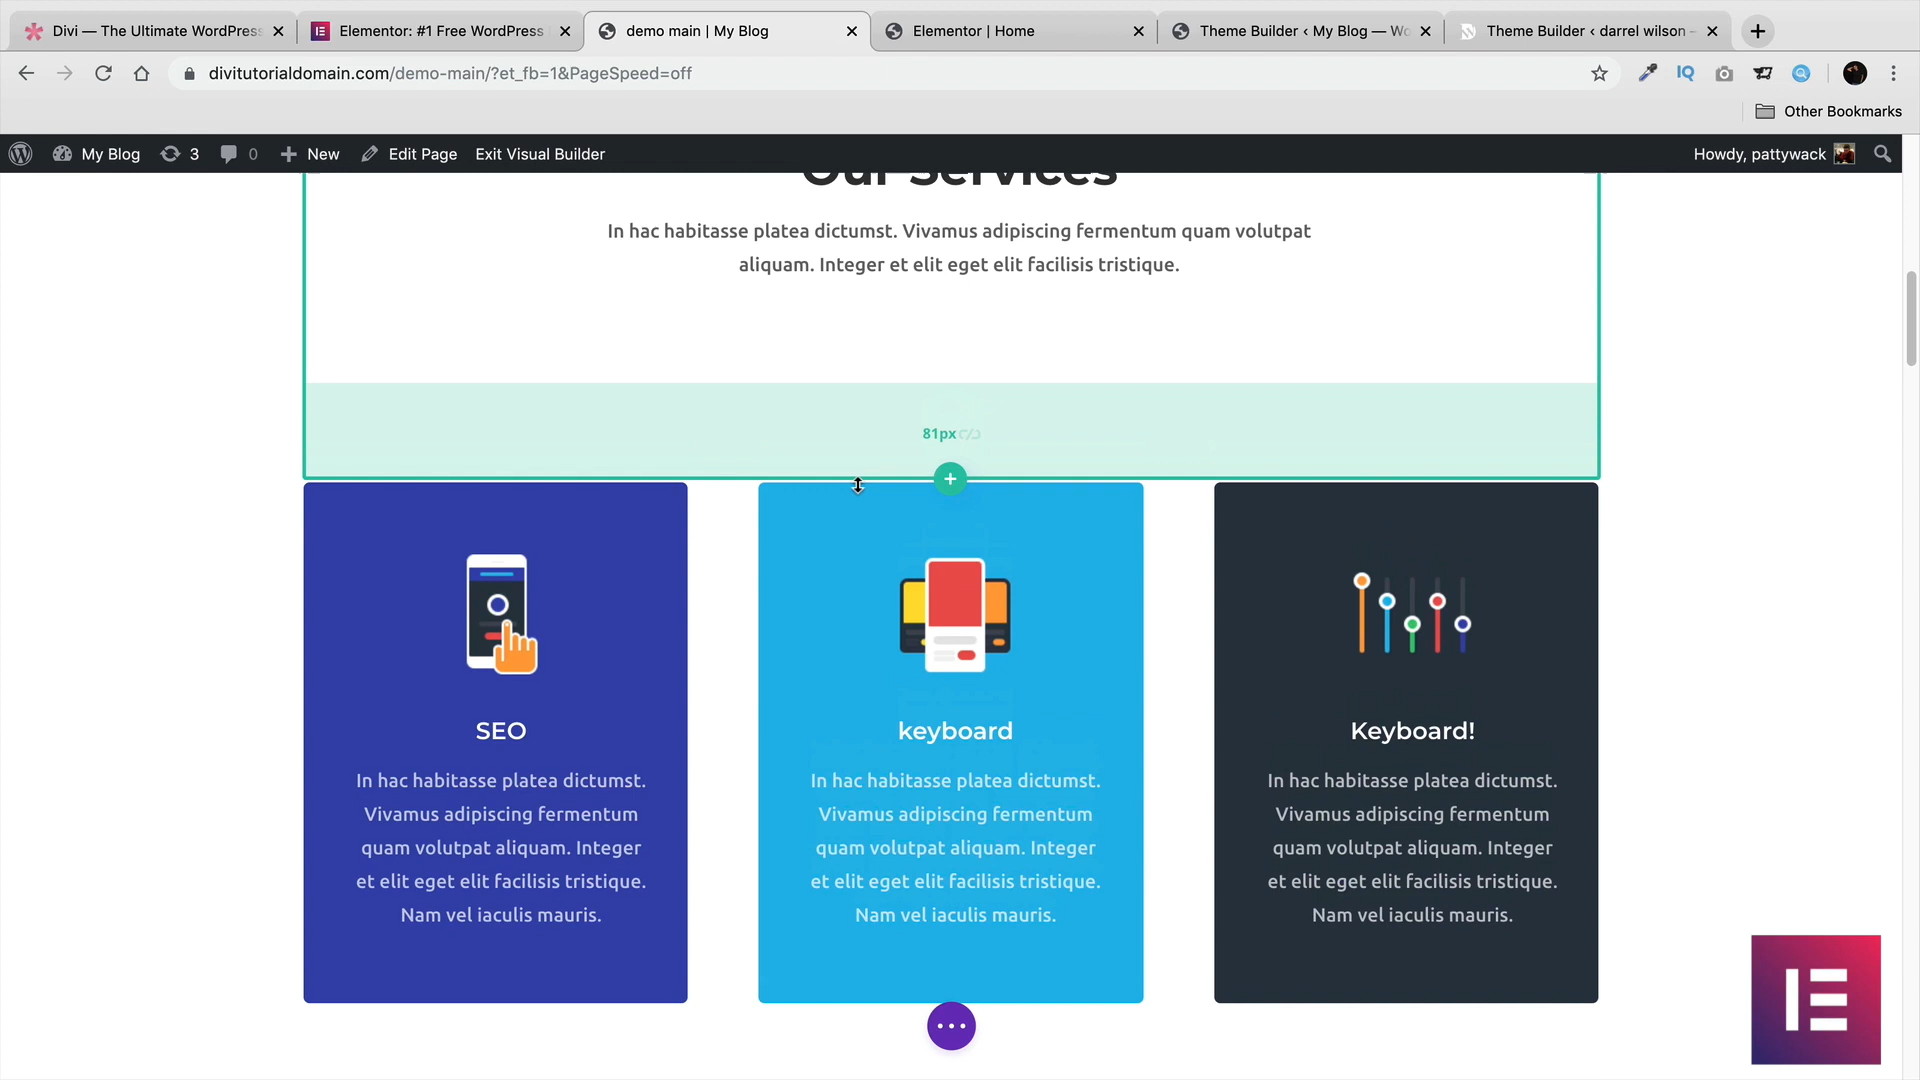 Divi — The Ultimate WordPress
Elementor: #1 Free WordPress
demo main | My Blog
Elementor | Home
Theme Builder ‹ My Blog — Wo
Theme Builder ‹ darrel wilson –
divitutorialdomain.com/demo-main/?et_fb=1&PageSpeed=off
IQ
Other Bookmarks
My Blog
3
0
New
Edit Page
Exit Visual Builder
Howdy, pattywack
Our Services
In hac habitasse platea dictumst. Vivamus adipiscing fermentum quam volutpat
aliquam. Integer et elit eget elit facilisis tristique.
81px
SEO
In hac habitasse platea dictumst.
Vivamus adipiscing fermentum
quam volutpat aliquam. Integer
et elit eget elit facilisis tristique.
Nam vel iaculis mauris.
keyboard
In hac habitasse platea dictumst.
Vivamus adipiscing fermentum
quam volutpat aliquam. Integer
et elit eget elit facilisis tristique.
Nam vel iaculis mauris.
Keyboard!
In hac habitasse platea dictumst.
Vivamus adipiscing fermentum
quam volutpat aliquam. Integer
et elit eget elit facilisis tristique.
Nam vel iaculis mauris.